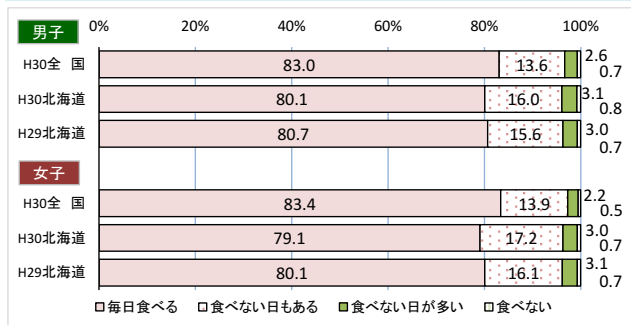 0% 20% 40% 60% 80% 100%
男子
H30全 国 83.0 13.6 2.6 0.7
H30北海道 80.1 16.0 3.1 0.8
H29北海道 80.7 15.6 3.0 0.7
女子
H30全 国 83.4 13.9 2.2 0.5
H30北海道 79.1 17.2 3.0 0.7
H29北海道 80.1 16.1 3.1 0.7
毎日食べる 食べない日もある 食べない日が多い 食べない